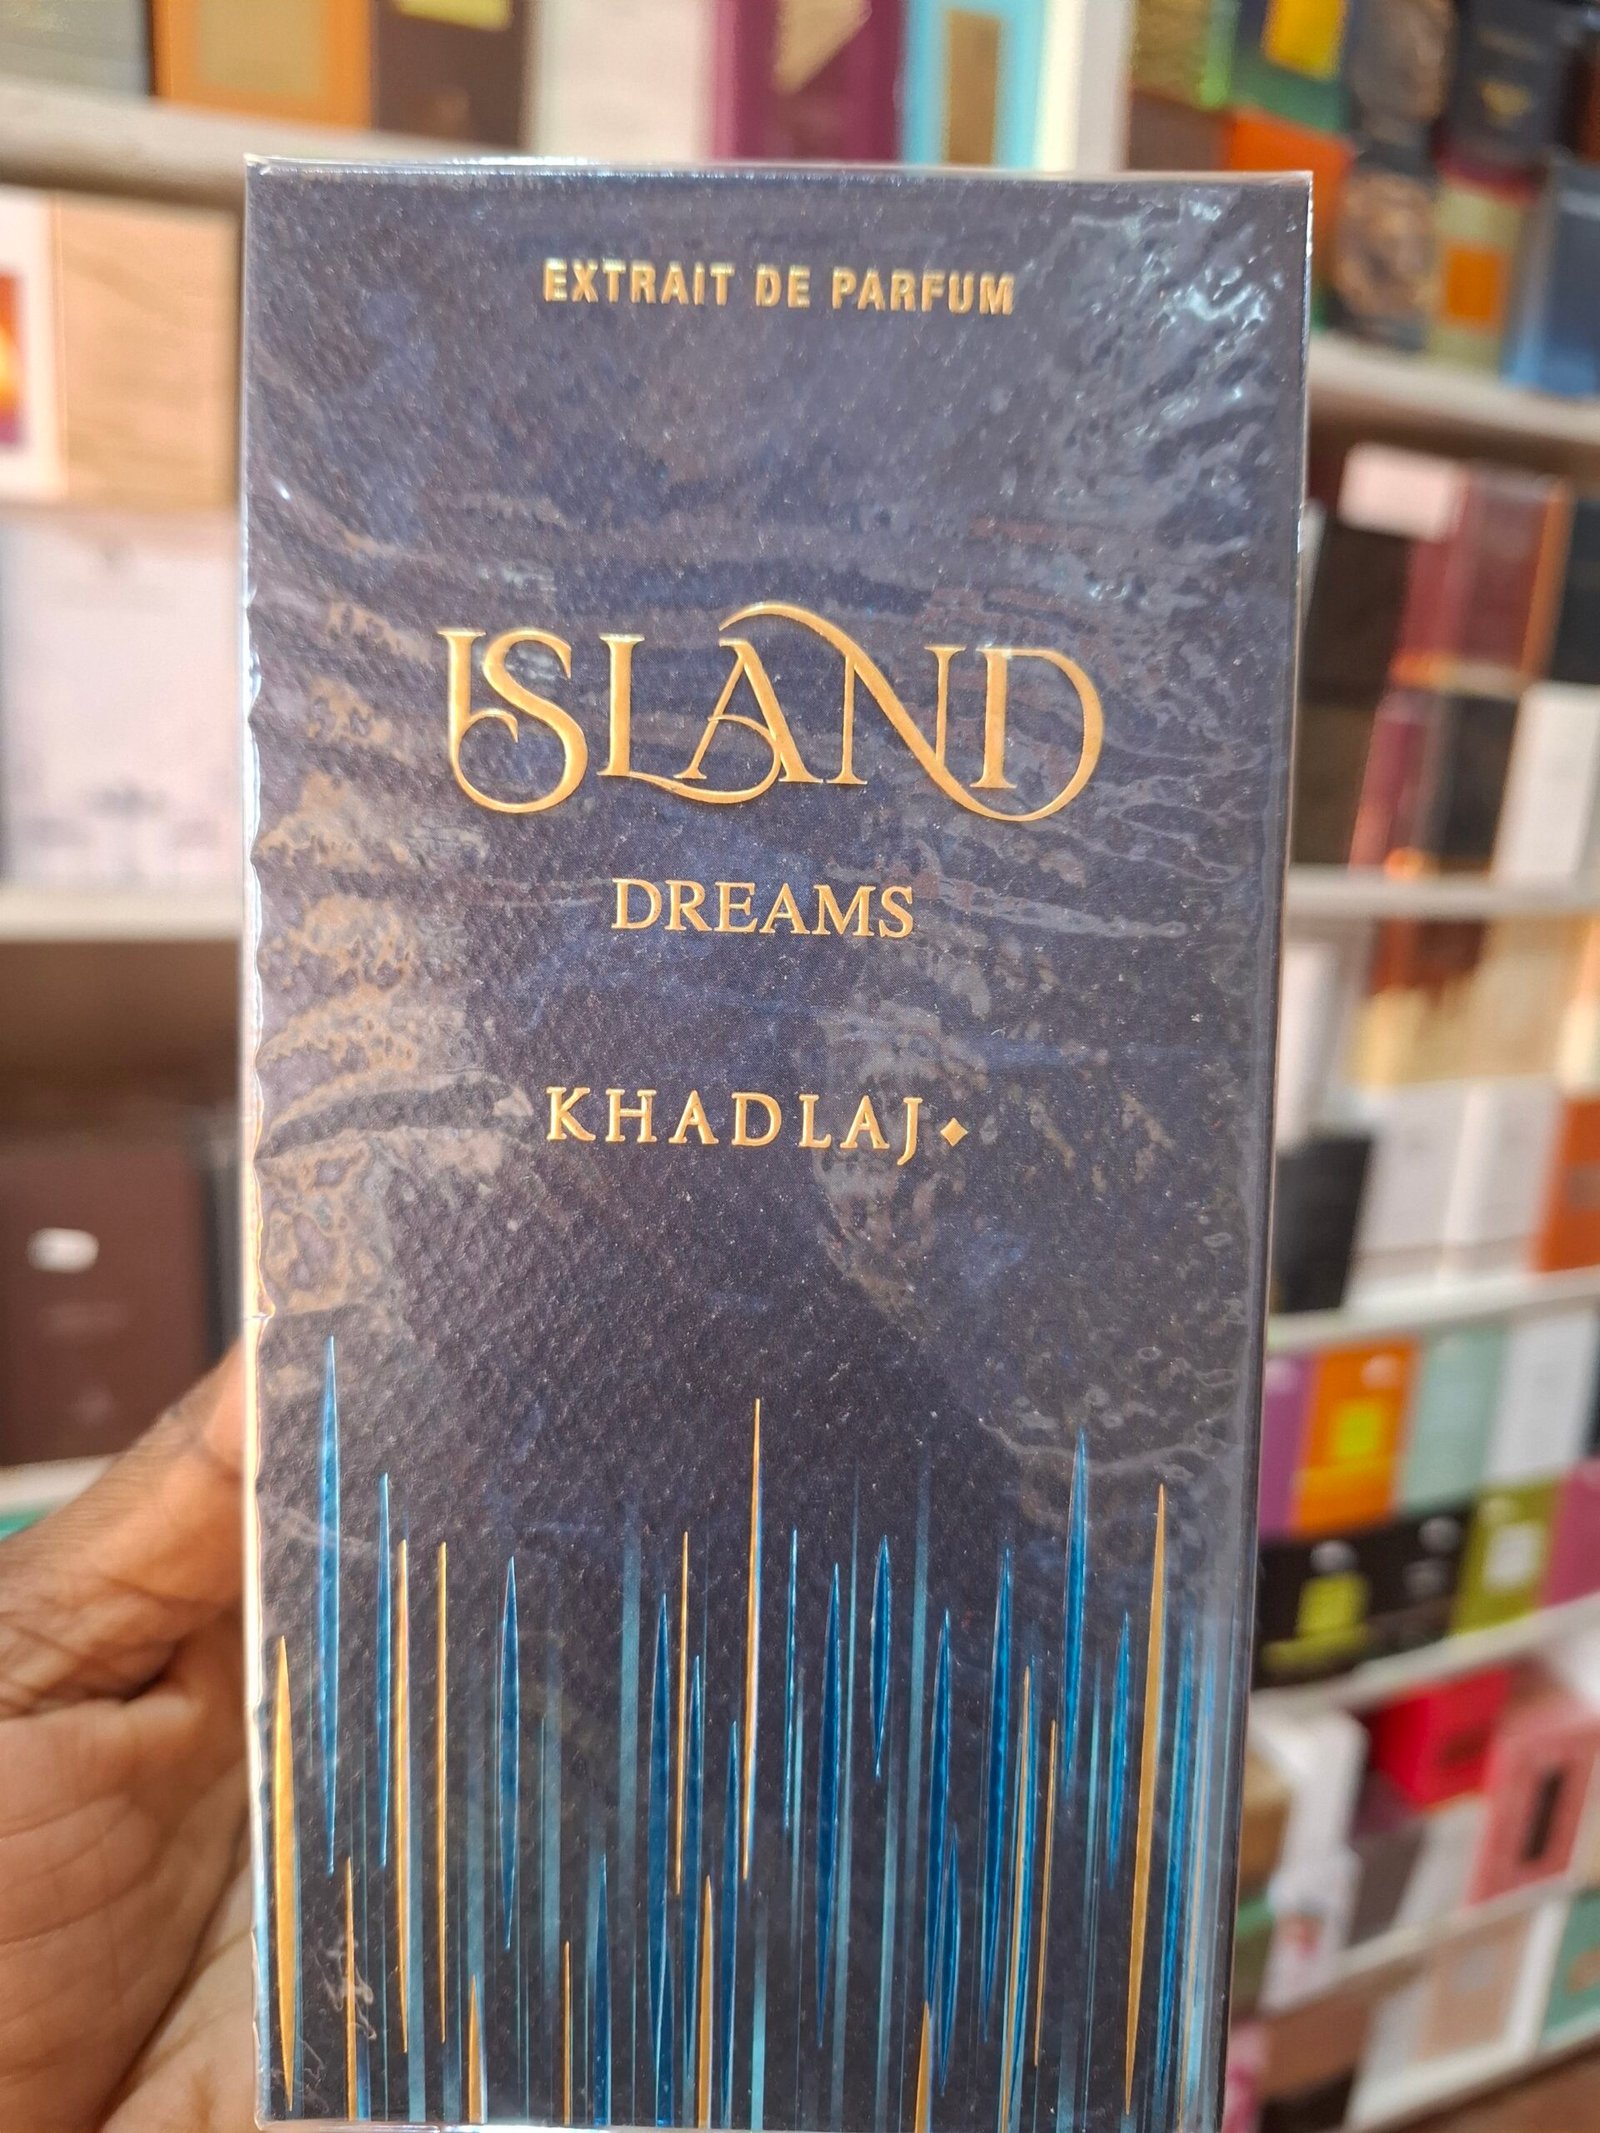 EXTRAIT DE PARFUM
ISLAND
DREAMS
KHADLAJ